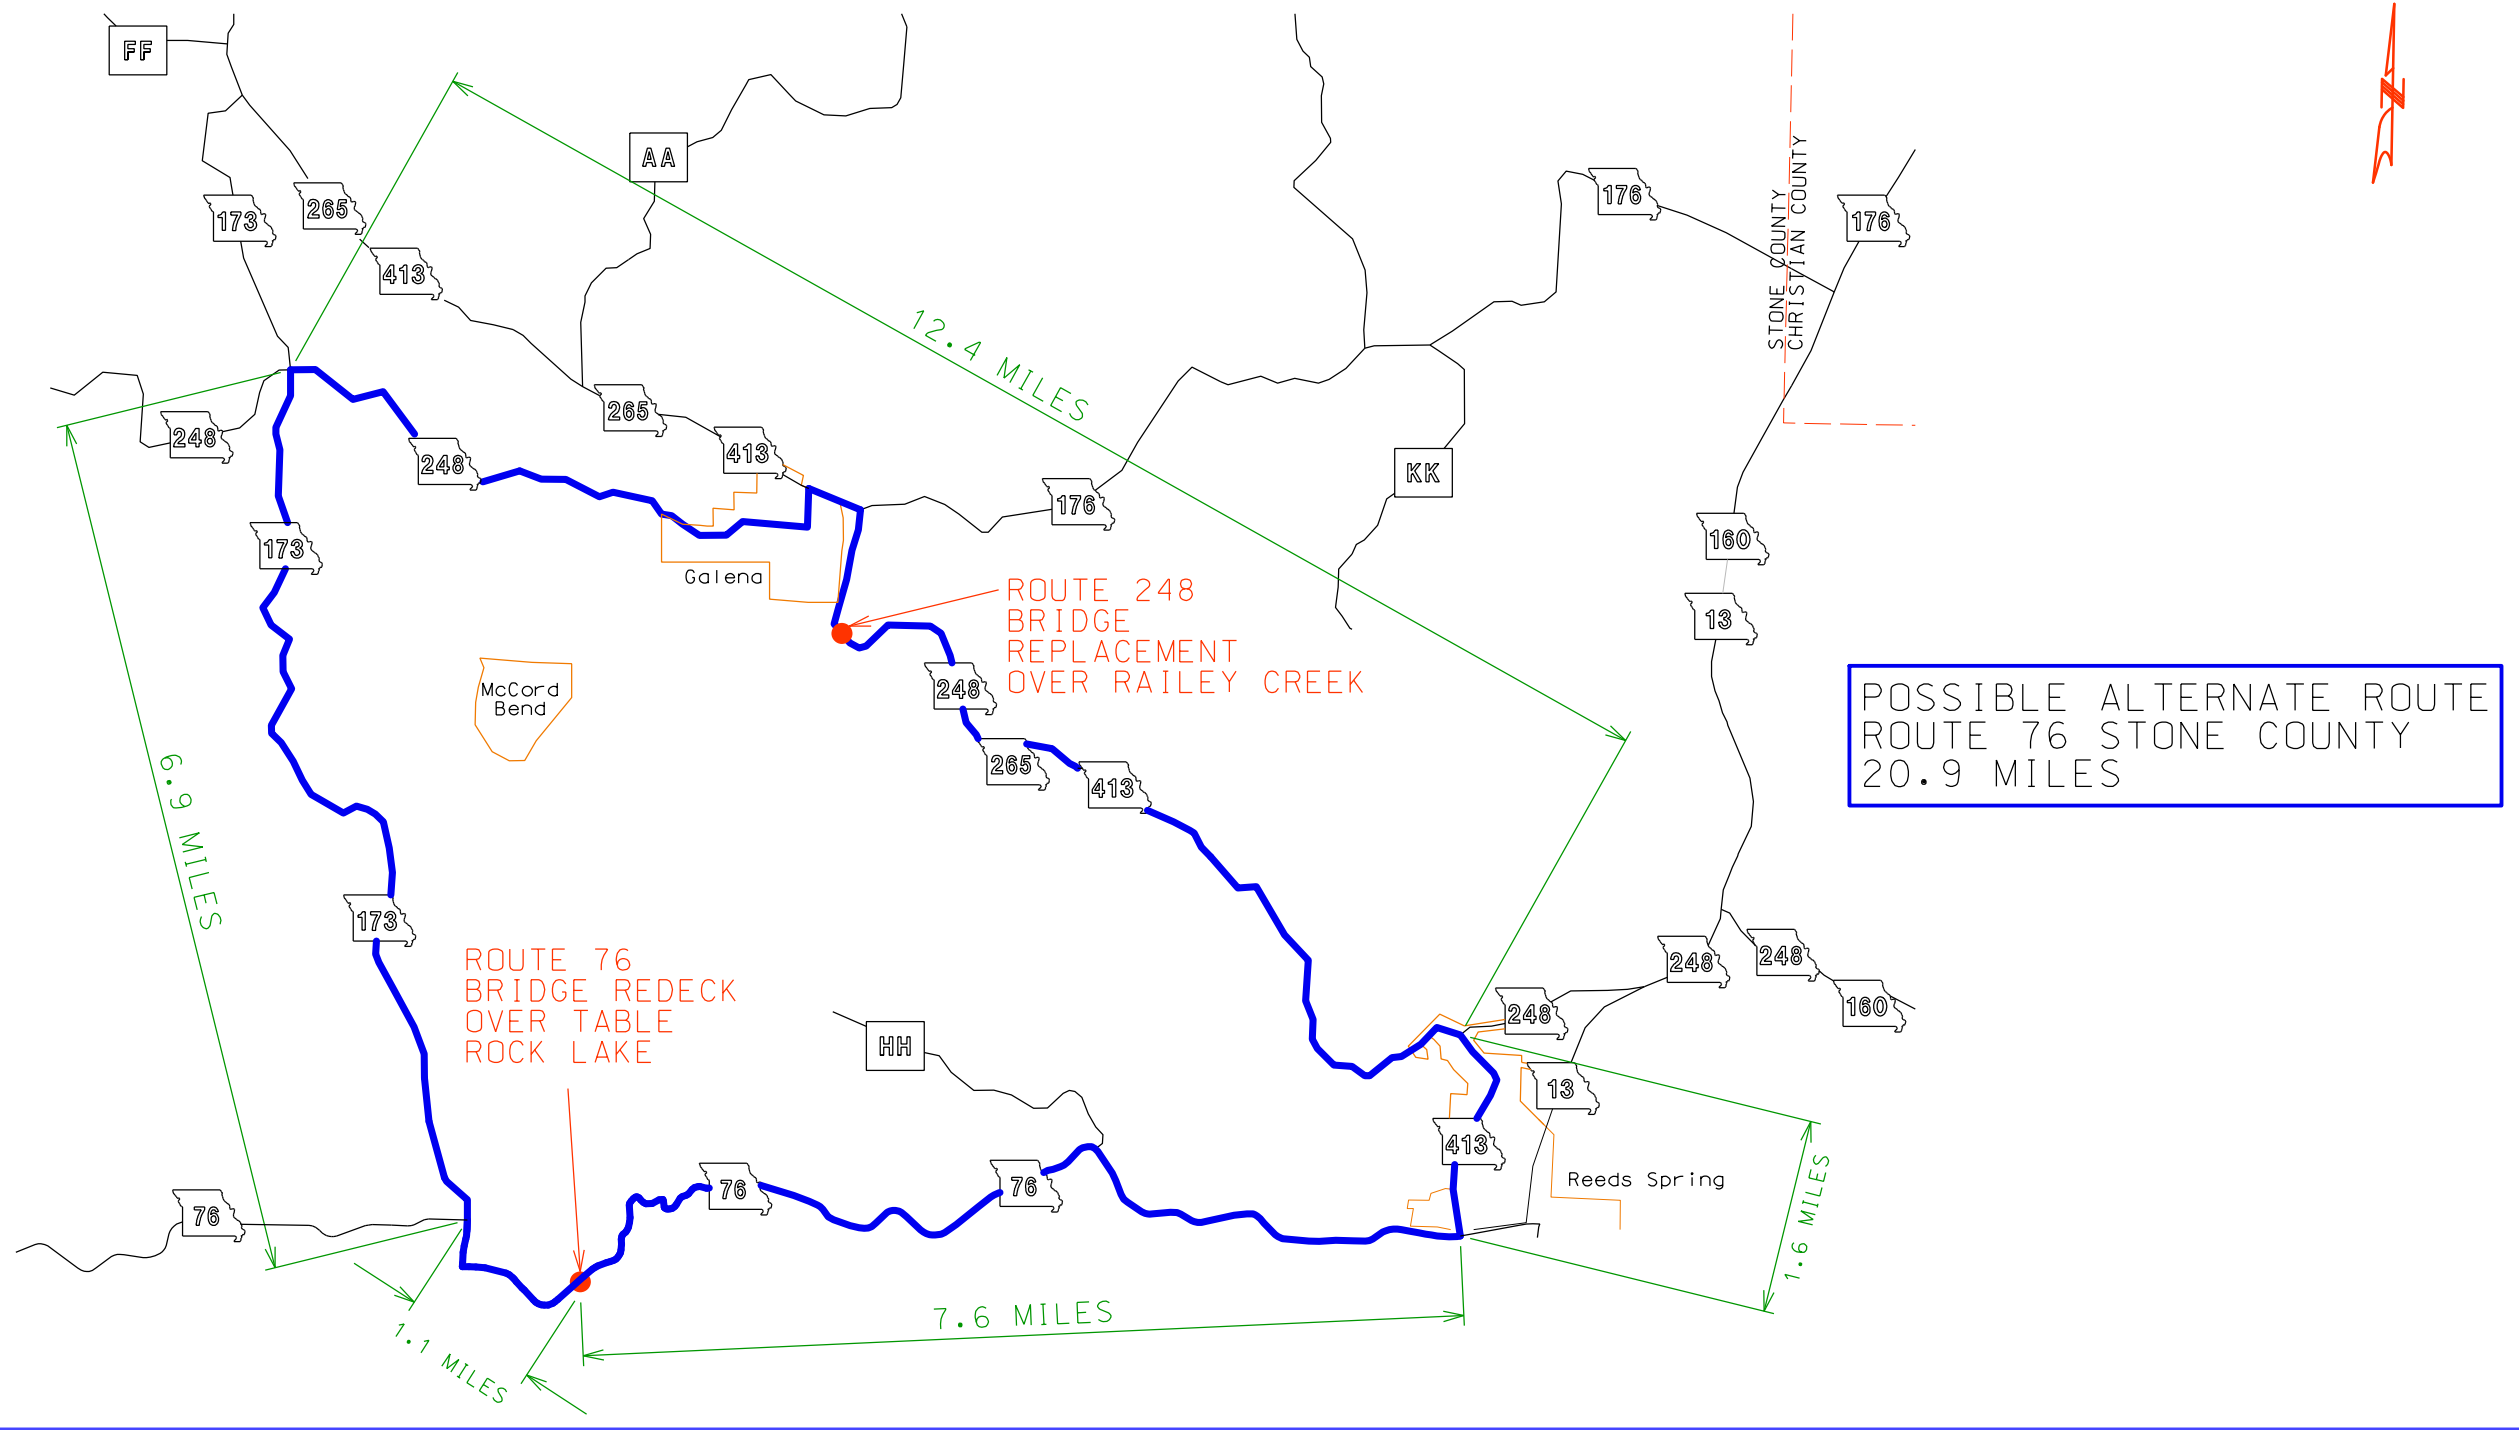 FF
AA
173
265
413
176
176
STONE COUNTY
CHRISTIAN COUNTY
12.4 MILES
248
265
413
248
KK
176
173
160
13
Galena
ROUTE 248
BRIDGE
REPLACEMENT
OVER RAILEY CREEK
McCord
Bend
248
265
413
POSSIBLE ALTERNATE ROUTE
ROUTE 76 STONE COUNTY
20.9 MILES
6.9 MILES
173
ROUTE 76
BRIDGE REDECK
OVER TABLE
ROCK LAKE
248
248
160
248
HH
13
413
Reeds Spring
76
76
76
1.6 MILES
7.6 MILES
1.1 MILES
N